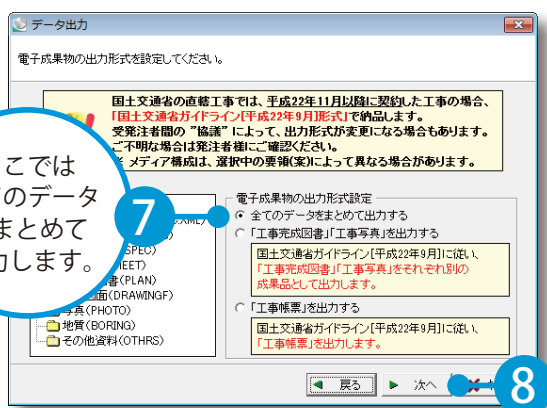 データ出力
電子成果物の出力形式を設定してください。
国土交通省の直轄工事では、平成22年11月以降に契約した工事の場合、
「国土交通省ガイドライン[平成22年9月]形式」で納品します。
受発注者間の"協議"によって、出力形式が変更になる場合もあります。
ご不明な場合は発注者様にご確認ください。
メディア構成は、選択中の要領(案)によって異なる場合があります。
こでは
のデータ
まとめて
力します。
7
SPEC)
EET)
書(PLAN)
図面(DRAWINGF)
写真(PHOTO)
地質(BORING)
その他資料(OTHRS)
電子成果物の出力形式設定
全てのデータをまとめて出力する
「工事完成図書」「工事写真」を出力する
国土交通省ガイドライン[平成22年9月]に従い、
「工事完成図書」「工事写真」をそれぞれ別の
成果品として出力します。
「工事帳票」を出力する
国土交通省ガイドライン[平成22年9月]に従い、
「工事帳票」を出力します。
戻る
次へ
8